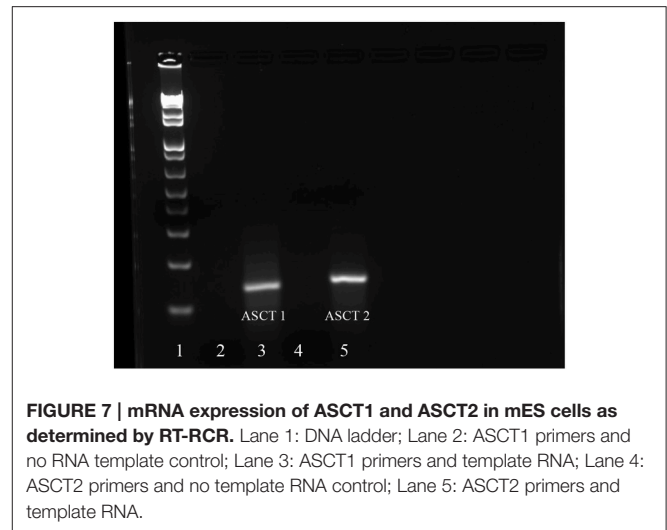 ASCT 1 ASCT 2
1 2 3 4 5
FIGURE 7 | mRNA expression of ASCT1 and ASCT2 in mES cells as
determined by RT-RCR. Lane 1: DNA ladder; Lane 2: ASCT1 primers and
no RNA template control; Lane 3: ASCT1 primers and template RNA; Lane 4:
ASCT2 primers and no template RNA control; Lane 5: ASCT2 primers and
template RNA.